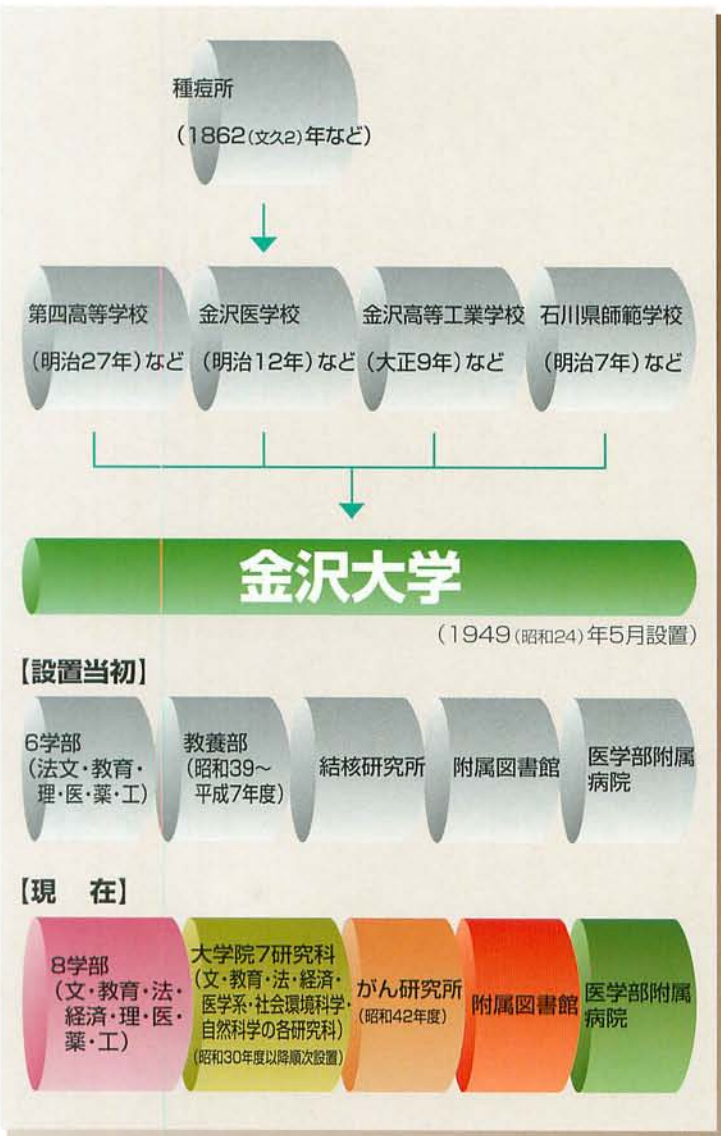 種痘所
(1862(文久2)年など)
第四高等学校
(明治27年)など
金沢医学校
(明治12年)など
金沢高等工業学校
(大正9年)など
石川県師範学校
(明治7年)など
金沢大学
(1949(昭和24)年5月設置)
【設置当初】
6学部
(法文・教育・
理・医・薬・工)
教養部
(昭和39〜
平成7年度)
結核研究所
附属図書館
医学部附属
病院
【現　在】
8学部
(文・教育・法・
経済・理・医・
薬・工)
大学院7研究科
(文・教育・法・経済・
医学系・社会環境科学・
自然科学の各研究科)
(昭和30年度以降順次設置)
がん研究所
(昭和42年度)
附属図書館
医学部附属
病院